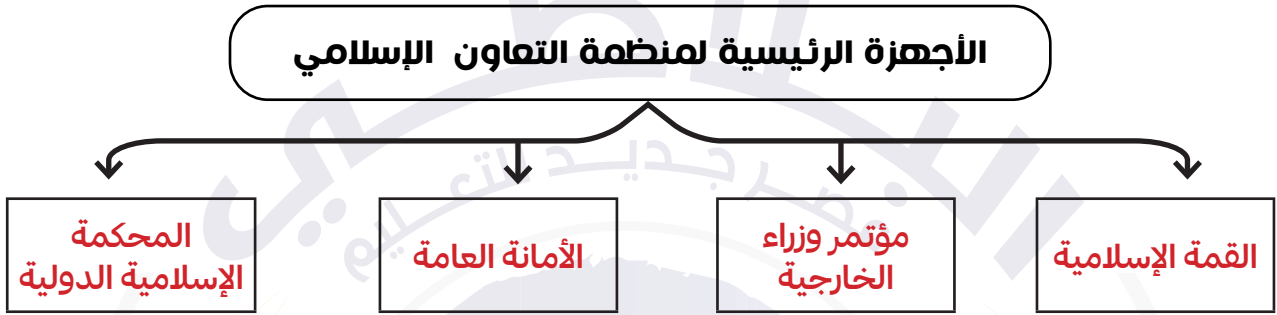 الأجهزة الرئيسية لمنظمة التعاون الإسلامي
القمة الإسلامية
مؤتمر وزراء
الخارجية
الأمانة العامة
المحكمة
الإسلامية الدولية